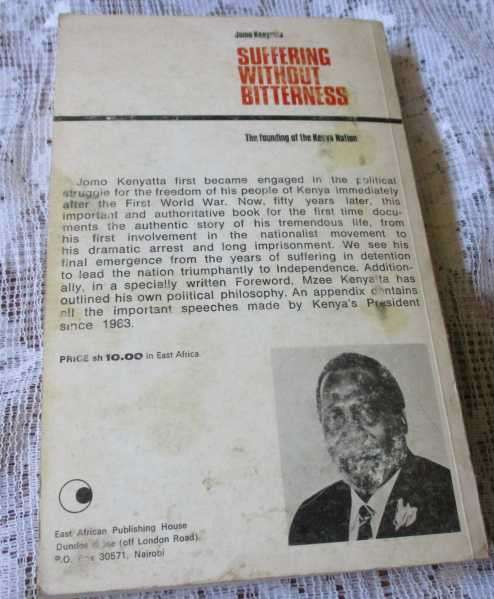 Jomo Kenyatta
SUFFERING
WITHOUT
BITTERNESS
The founding of the Kenya Nation
Jomo Kenyatta first became engaged in the political
struggle for the freedom of his people of Kenya immediately
after the First World War. Now, fifty years later, this
important and authoritative book for the first time docu-
ments the authentic story of his tremendous life, from
his first involvement in the nationalist movement to
his dramatic arrest and long imprisonment. We see his
final emergence from the years of suffering in detention
to lead the nation triumphantly to Independence. Addition-
ally, in a specially written Foreword, Mzee Kenyatta has
outlined his own political philosophy. An appendix contains
all the important speeches made by Kenya's President
since 1963.
PRICE sh 10.00 in East Africa
East African Publishing House
(off London Road)
P.O. 30571, Nairobi